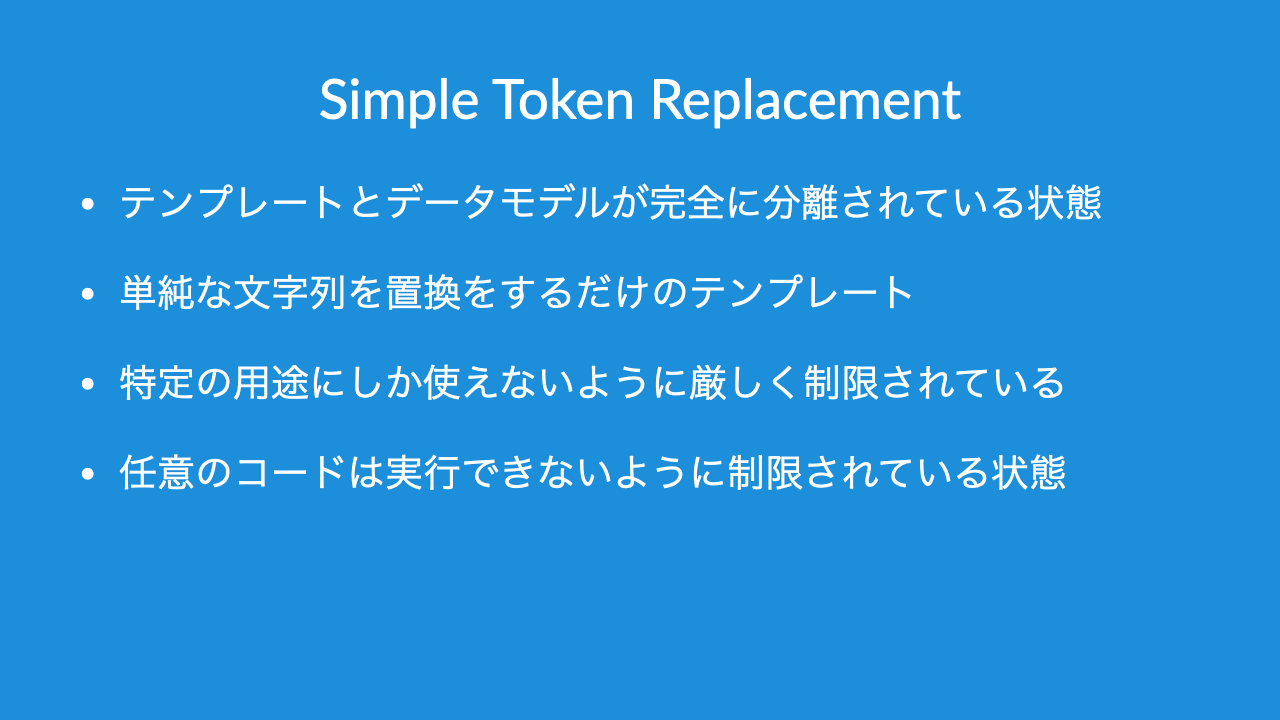 Simple Token Replacement
• テンプレートとデータモデルが完全に分離されている状態
• 単純な文字列を置換をするだけのテンプレート
• 特定の用途にしか使えないように厳しく制限されている
• 任意のコードは実行できないように制限されている状態